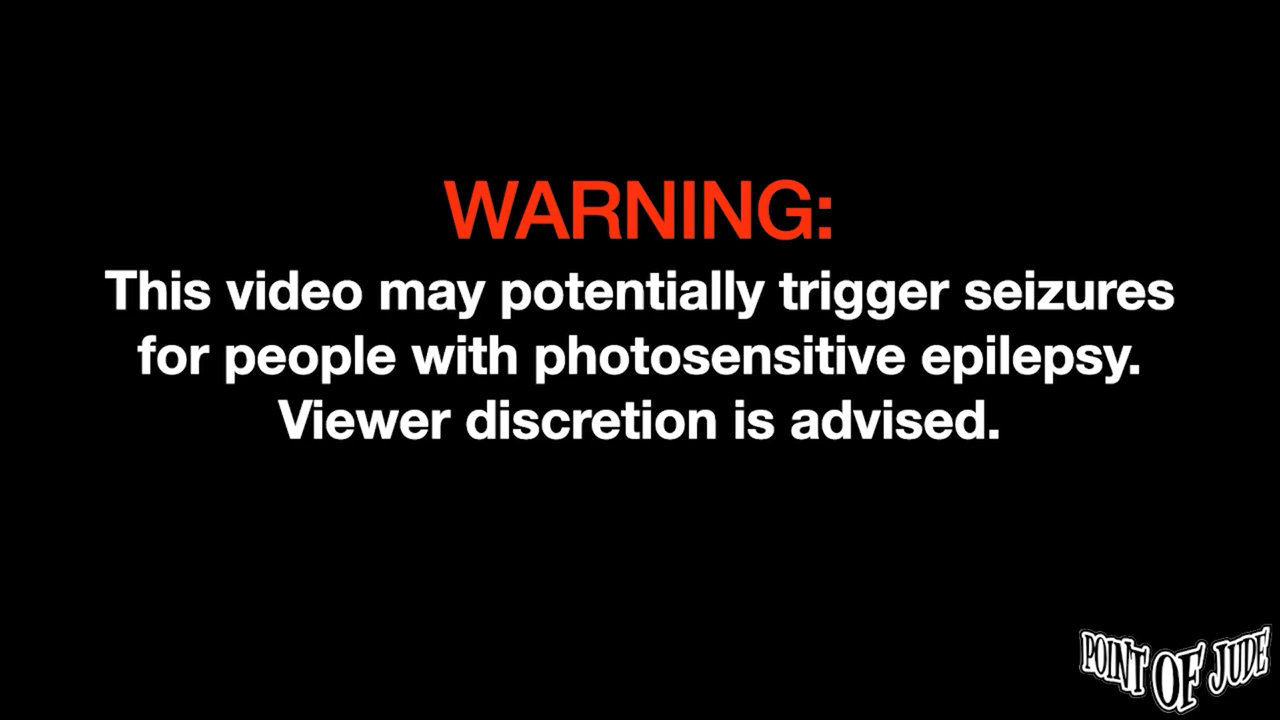 WARNING:
This video may potentially trigger seizures
for people with photosensitive epilepsy.
Viewer discretion is advised.
POINT OF JUDE